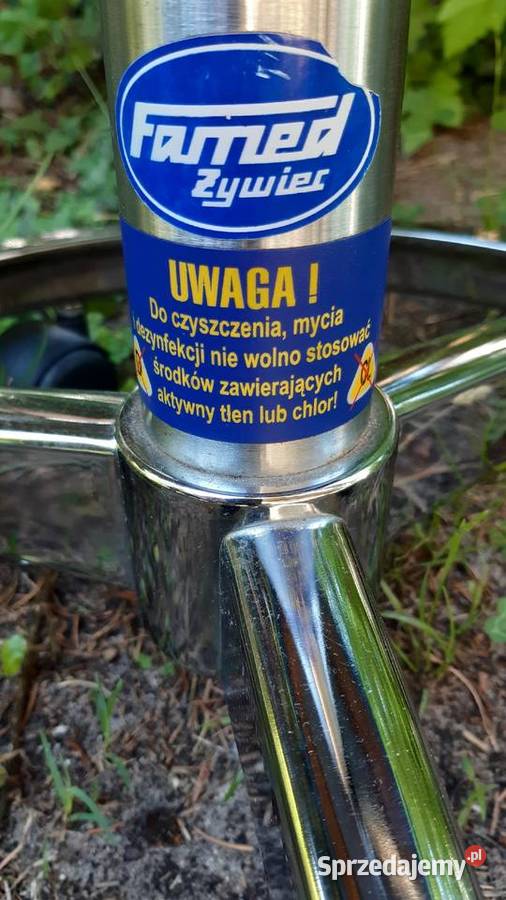 Famed
Żywiec
UWAGA !
Do czyszczenia, mycia
i dezynfekcji nie wolno stosować
środków zawierających
aktywny tlen lub chlor!
Sprzedajemy.pl